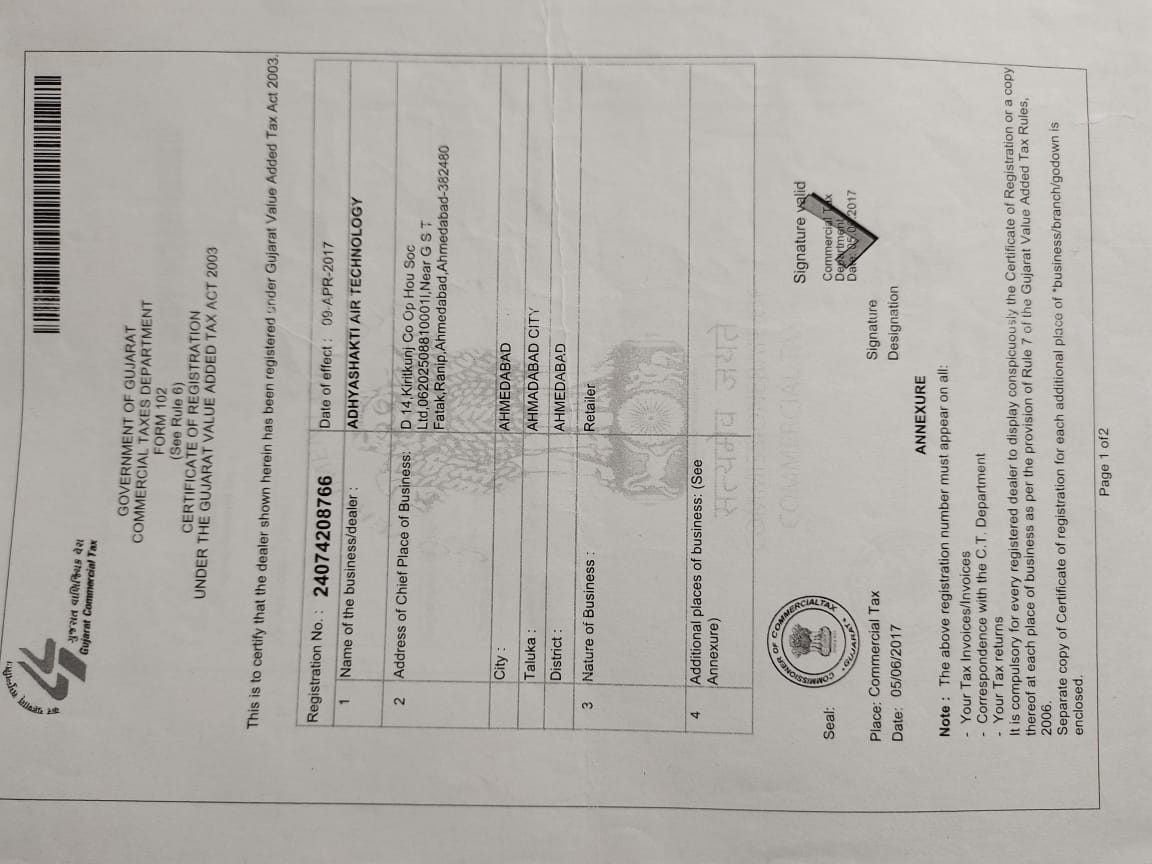 ગુજરાત વાણિજ્યિક વેરા
Gujarat Commercial Tax
GOVERNMENT OF GUJARAT
COMMERCIAL TAXES DEPARTMENT
FORM 102
(See Rule 6)
CERTIFICATE OF REGISTRATION
UNDER THE GUJARAT VALUE ADDED TAX ACT 2003
This is to certify that the dealer shown herein has been registered under Gujarat Value Added Tax Act 2003.
Registration No. : 24074208766 Date of effect : 09-APR-2017
1 Name of the business/dealer : ADHYASHAKTI AIR TECHNOLOGY
2 Address of Chief Place of Business: D 14,Kiritkunj Co Op Hou Soc
Ltd,06202508810001I,Near G S T
Fatak,Ranip,Ahmedabad,Ahmedabad-382480
City : AHMEDABAD
Taluka : AHMADABAD CITY
District : AHMEDABAD
3 Nature of Business : Retailer
4 Additional places of business: (See
Annexure)
सत्यमेव जयते
COMMERCIAL
Seal:
COMMISSIONER OF COMMERCIAL TAX
* GUJARAT *
Signature valid
Commercial Tax
Department
Date: 05/06/2017
Place: Commercial Tax Signature
Date: 05/06/2017 Designation
ANNEXURE
Note : The above registration number must appear on all:
- Your Tax Invoices/Invoices
- Correspondence with the C.T. Department
- Your Tax returns
It is compulsory for every registered dealer to display conspicuously the Certificate of Registration or a copy
thereof at each place of business as per the provision of Rule 7 of the Gujarat Value Added Tax Rules,
2006.
Separate copy of Certificate of registration for each additional place of *business/branch/godown is
enclosed.
Page 1 of2